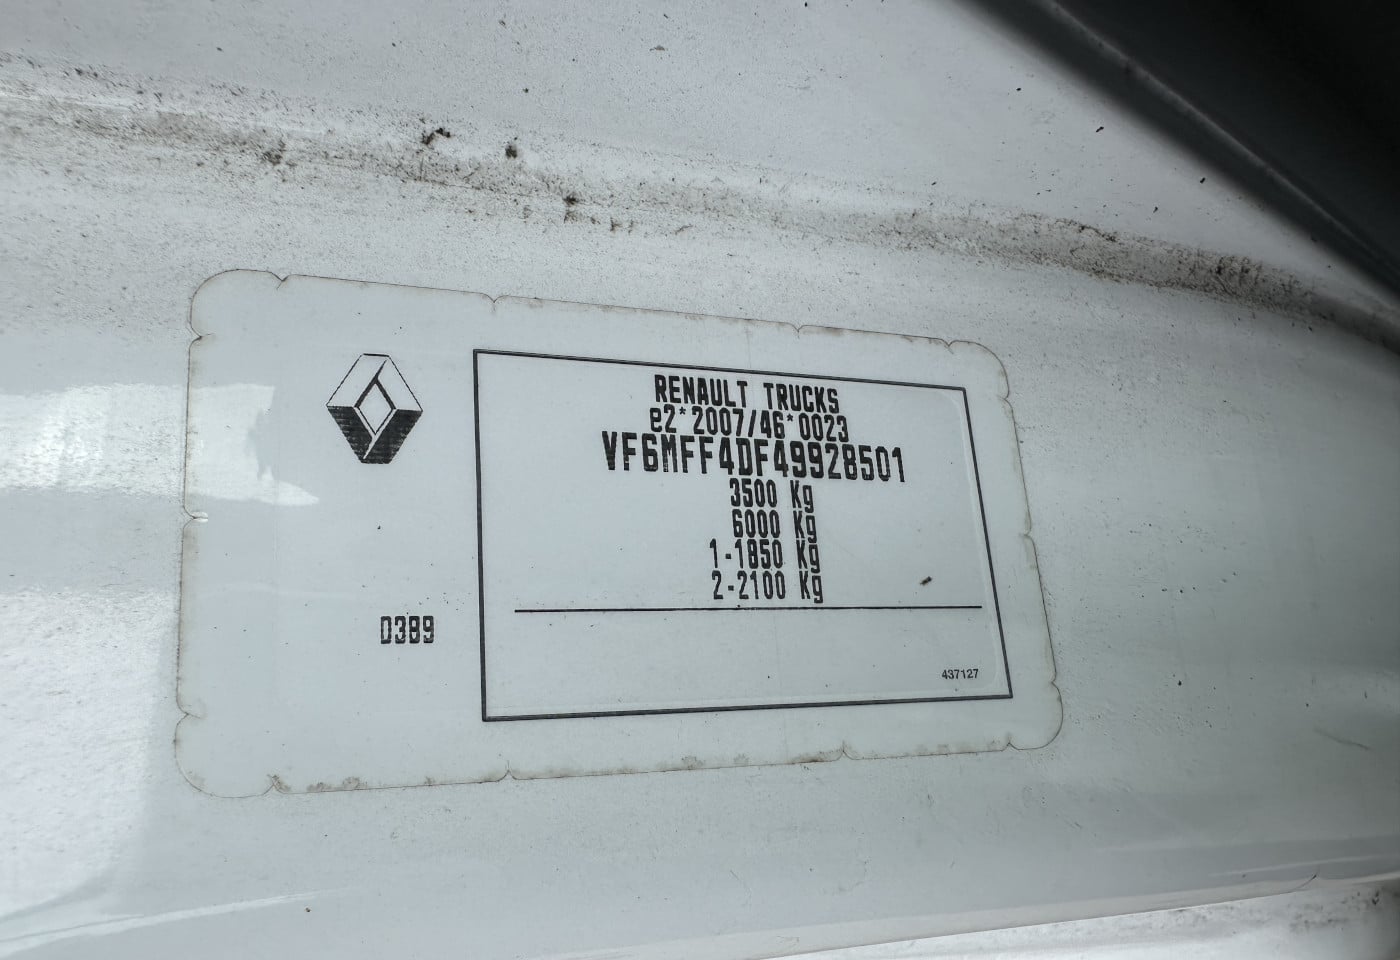 RENAULT TRUCKS
e2*2007/46*0023
VF6MFF4DF49928501
3500 Kg
6000 Kg
1-1850 Kg
2-2100 Kg
D389
437127